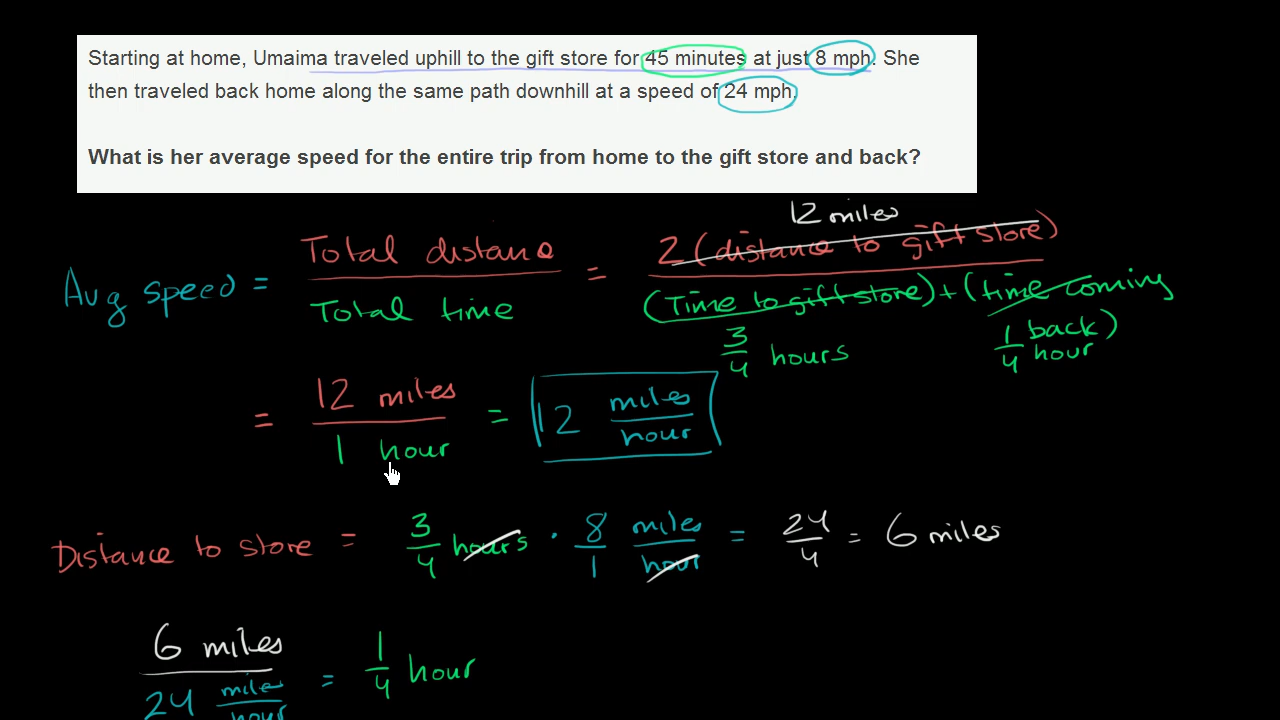 Starting at home, Umaima traveled uphill to the gift store for 45 minutes at just 8 mph. She
then traveled back home along the same path downhill at a speed of 24 mph.
What is her average speed for the entire trip from home to the gift store and back?
12 miles
Avg speed = Total distance / Total time = 2 (distance to gift store) / (Time to gift store) + (time coming back)
3/4 hours 1/4 hour
= 12 miles / 1 hour = 12 miles/hour
Distance to store = 3/4 hours · 8/1 miles/hour = 24/4 = 6 miles
6 miles / 24 mile/hour = 1/4 hour